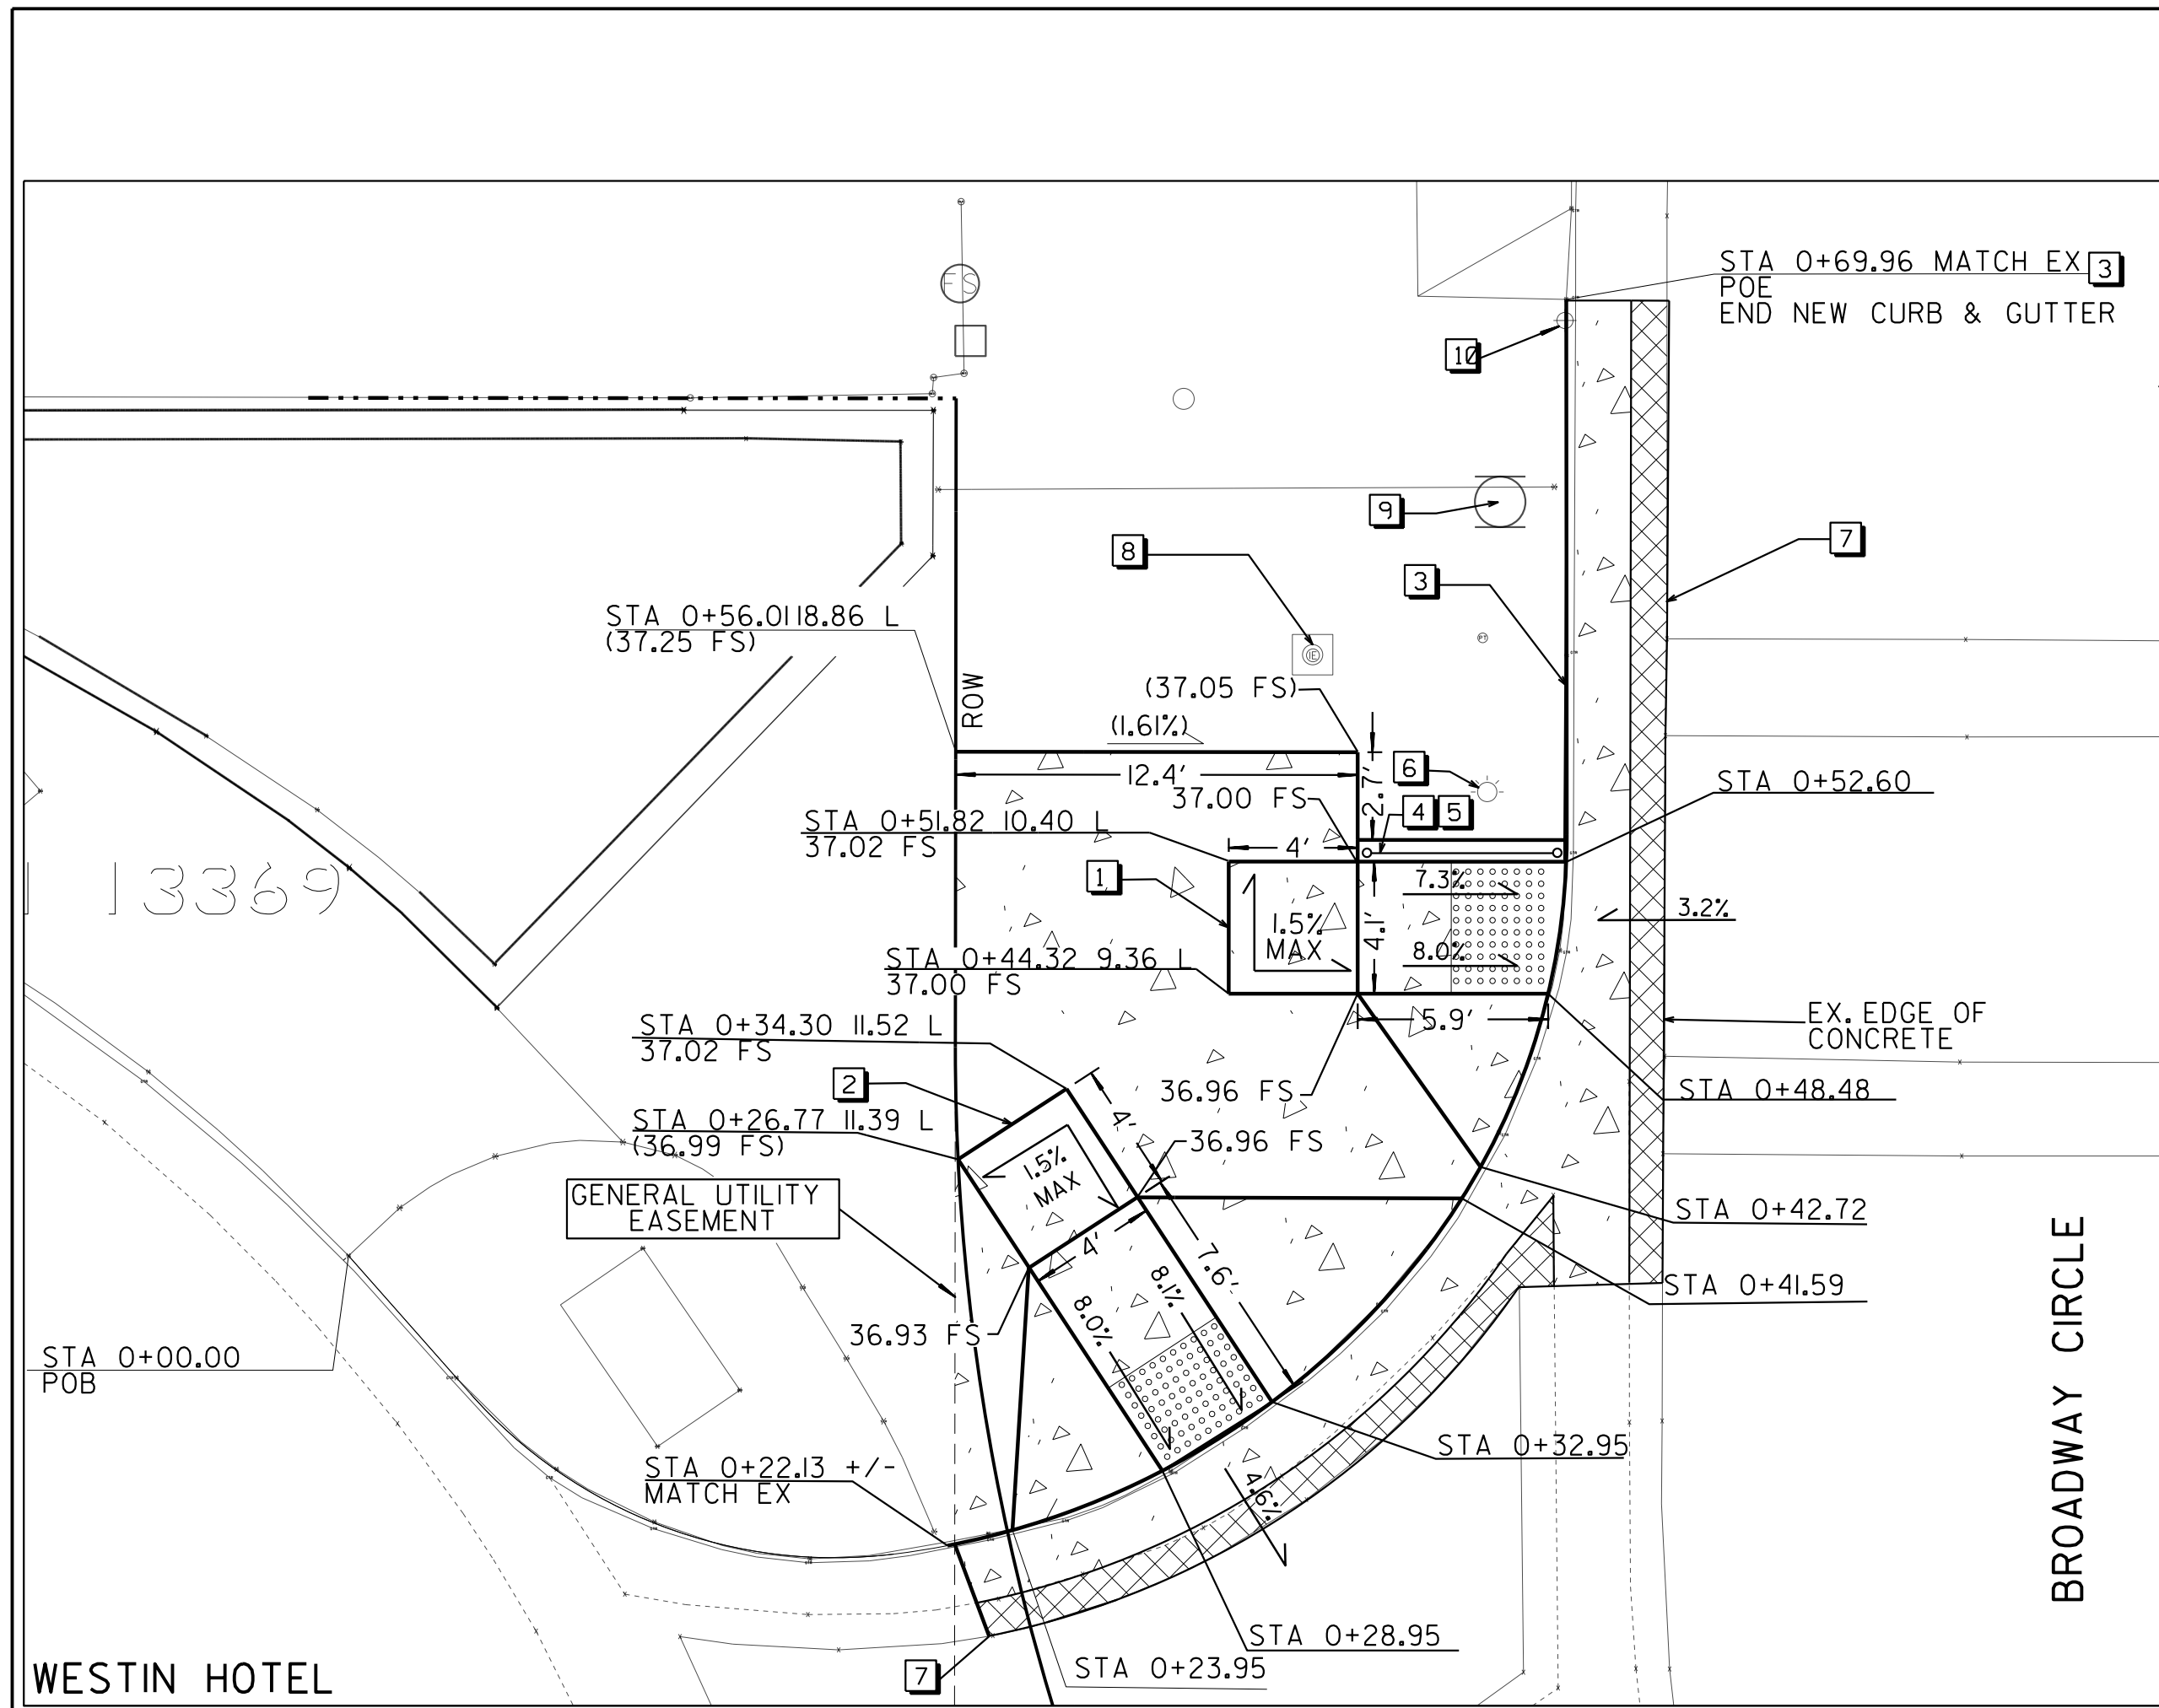 STA 0+69.96 MATCH EX 3
POE
END NEW CURB & GUTTER
FS
10
9
8
7
3
STA 0+56.01 18.86 L
(37.25 FS)
ROW
IE
PT
(37.05 FS)
(1.61%)
12.4'
2.7'
6
37.00 FS
4 5
STA 0+52.60
STA 0+51.82 10.40 L
37.02 FS
4'
1
13369
7.3%
1.5%
MAX
4.1'
3.2%
8.0%
STA 0+44.32 9.36 L
37.00 FS
5.9'
EX. EDGE OF
CONCRETE
STA 0+34.30 11.52 L
37.02 FS
2
36.96 FS
STA 0+48.48
STA 0+26.77 11.39 L
(36.99 FS)
4'
36.96 FS
1.5%
MAX
GENERAL UTILITY
EASEMENT
STA 0+42.72
4'
7.6'
8.1%
STA 0+41.59
8.0%
36.93 FS
STA 0+00.00
POB
BROADWAY CIRCLE
STA 0+32.95
STA 0+22.13 +/-
MATCH EX
4.6%
STA 0+28.95
STA 0+23.95
7
WESTIN HOTEL